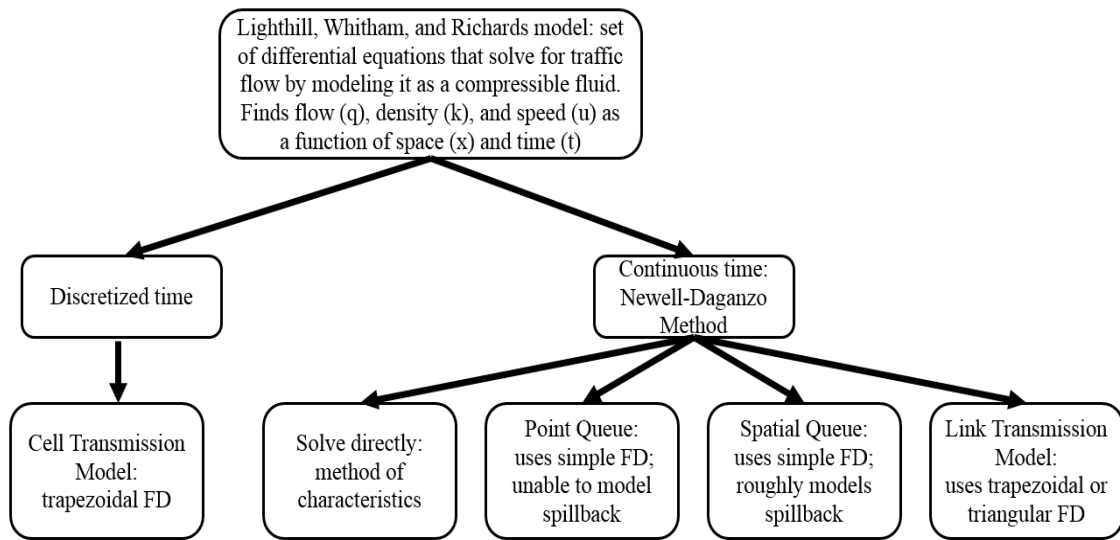 Lighthill, Whitham, and Richards model: set
of differential equations that solve for traffic
flow by modeling it as a compressible fluid.
Finds flow (q), density (k), and speed (u) as
a function of space (x) and time (t)
Discretized time
Continuous time:
Newell-Daganzo
Method
Cell Transmission
Model:
trapezoidal FD
Solve directly:
method of
characteristics
Point Queue:
uses simple FD;
unable to model
spillback
Spatial Queue:
uses simple FD;
roughly models
spillback
Link Transmission
Model:
uses trapezoidal or
triangular FD